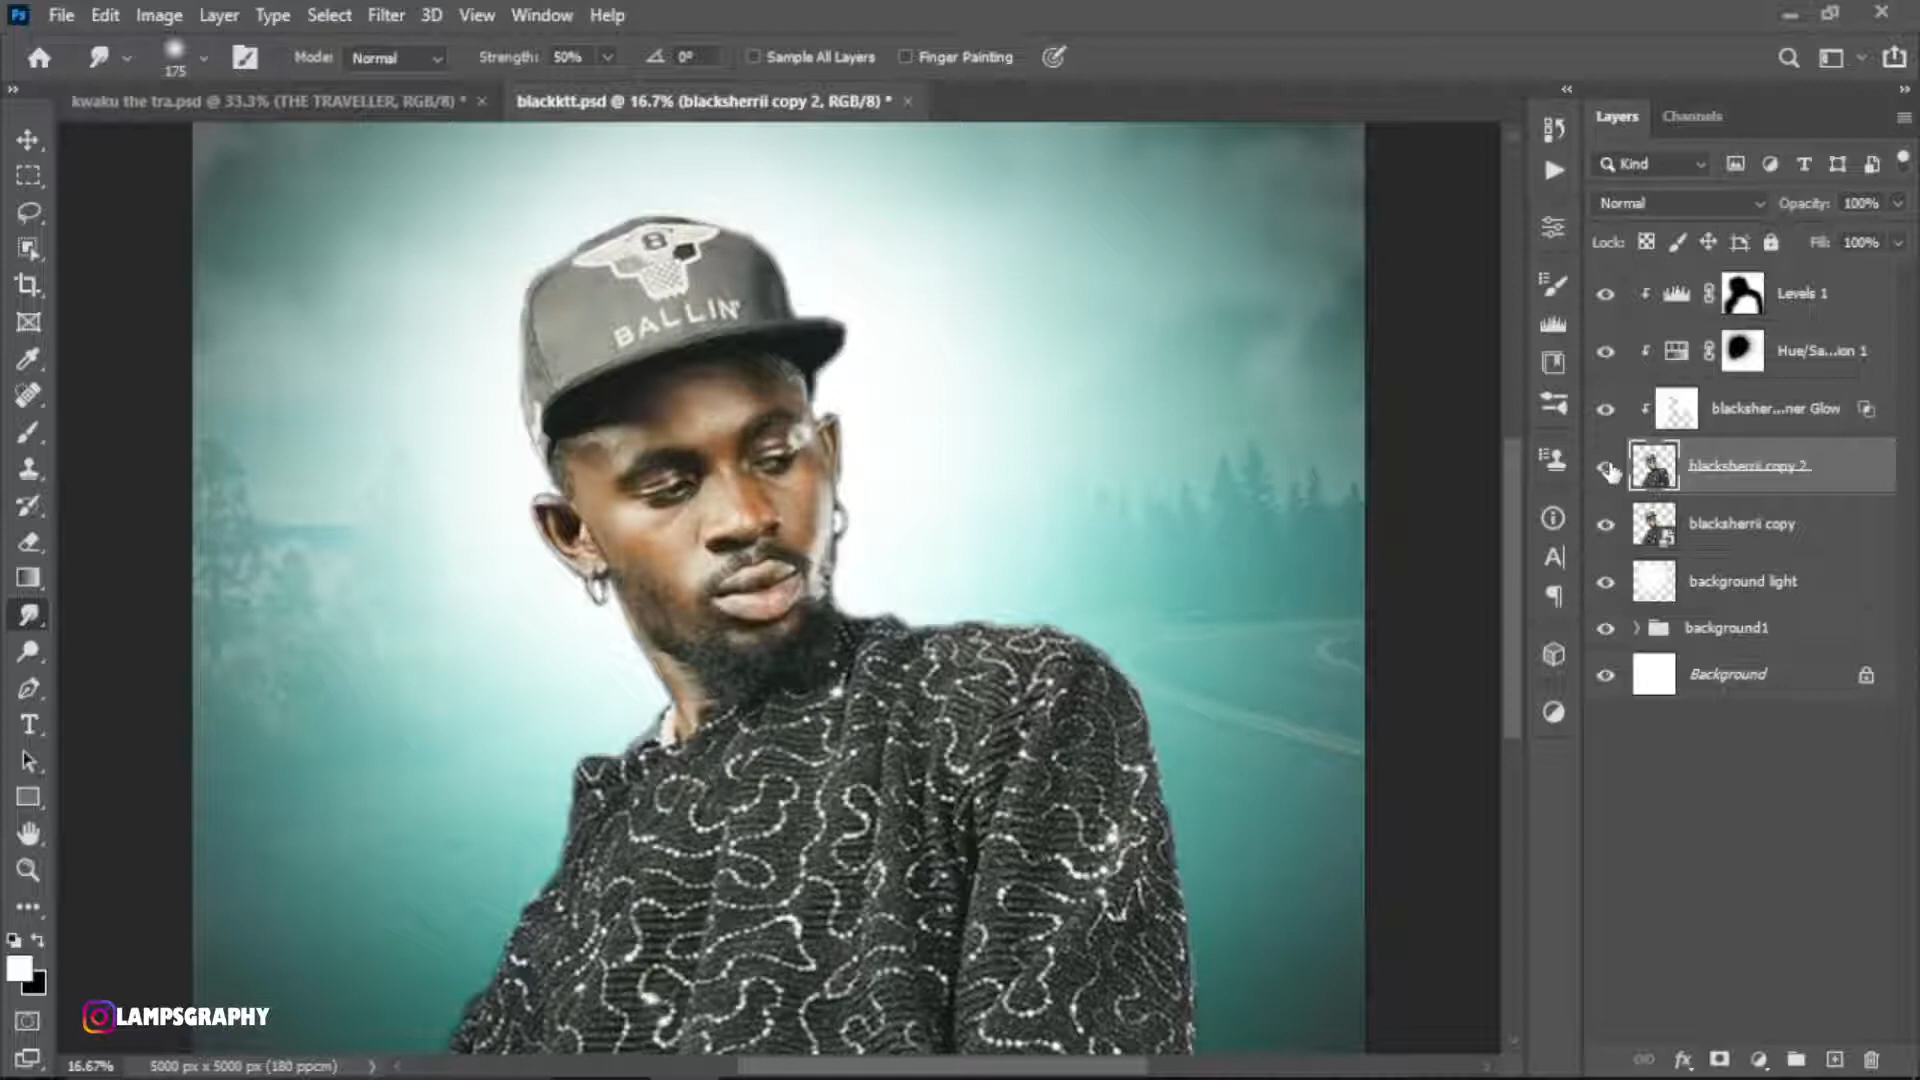 Ps File Edit Image Layer Type Select Filter 3D View Window Help
175 Mode: Normal Strength: 50% 0° Sample All Layers Finger Painting
kwaku the tra.psd @ 33.3% (THE TRAVELLER, RGB/8) * × blacktt.psd @ 16.7% (blacksherrii copy 2, RGB/8) * ×
Layers Channels
Kind
Normal Opacity: 100%
Lock: Fill: 100%
Levels 1
Hue/Sa...ion 1
blacksher...ner Glow
blacksherrii copy 2
blacksherrii copy
background light
background1
Background
8
BALLIN'
LAMPSGRAPHY
16.67% 5000 px x 5000 px (180 ppcm)